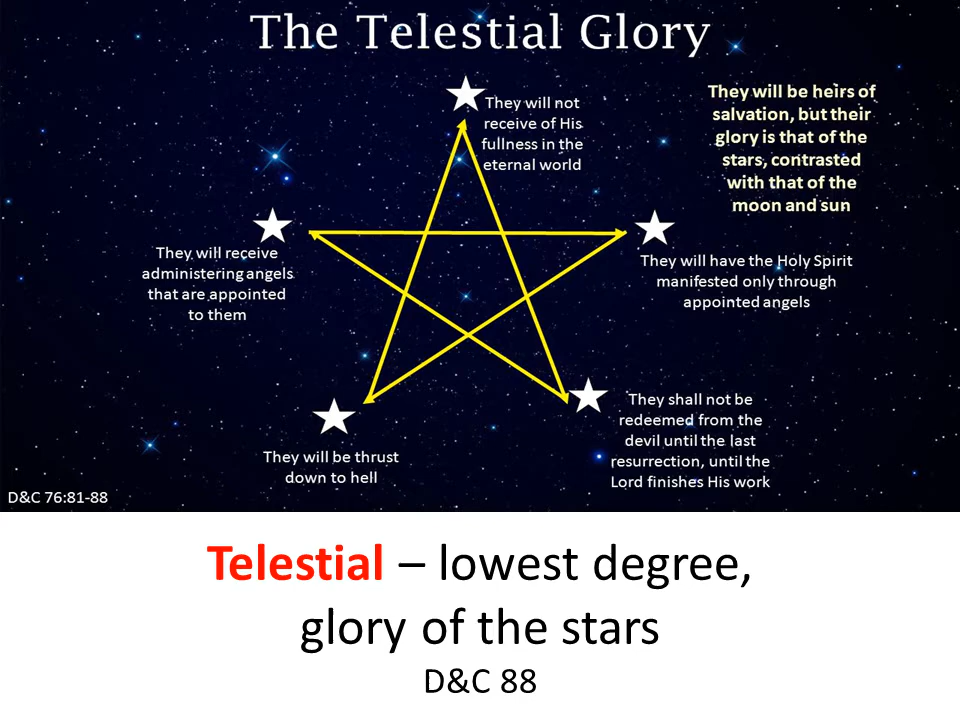 The Telestial Glory
They will not
receive of His
fullness in the
eternal world
They will be heirs of
salvation, but their
glory is that of the
stars, contrasted
with that of the
moon and sun
They will receive
administering angels
that are appointed
to them
They will have the Holy Spirit
manifested only through
appointed angels
They will be thrust
down to hell
They shall not be
redeemed from the
devil until the last
resurrection, until the
Lord finishes His work
D&C 76:81-88
Telestial – lowest degree,
glory of the stars
D&C 88